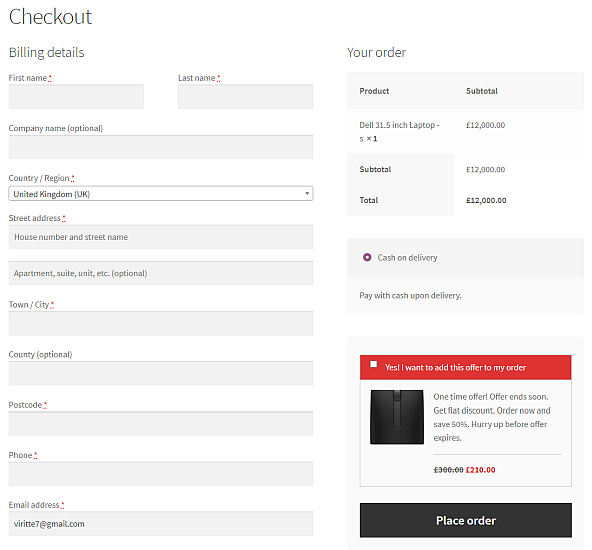 Checkout
Billing details
First name *
Last name *
Company name (optional)
Country / Region *
United Kingdom (UK)
Street address *
House number and street name
Apartment, suite, unit, etc. (optional)
Town / City *
County (optional)
Postcode *
Phone *
Email address *
viritte7@gmail.com
Your order
Product Subtotal
Dell 31.5 inch Laptop - £12,000.00
s × 1
Subtotal £12,000.00
Total £12,000.00
Cash on delivery
Pay with cash upon delivery.
Yes! I want to add this offer to my order
One time offer! Offer ends soon.
Get flat discount. Order now and
save 50%. Hurry up before offer
expires.
£300.00 £210.00
Place order